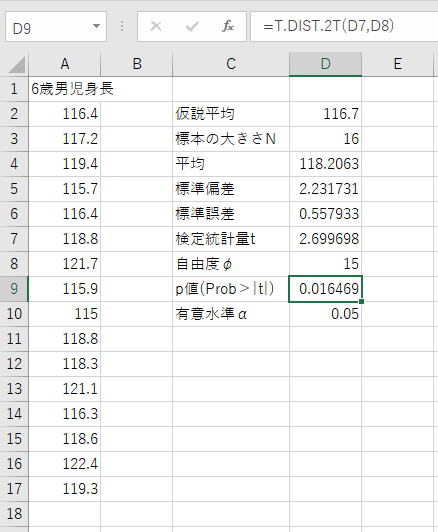 D9 fx =T.DIST.2T(D7,D8)
A B C D E
1 6歳男児身長
2 116.4 仮説平均 116.7
3 117.2 標本の大きさN 16
4 119.4 平均 118.2063
5 115.7 標準偏差 2.231731
6 116.4 標準誤差 0.557933
7 118.8 検定統計量t 2.699698
8 121.7 自由度φ 15
9 115.9 p値(Prob＞|t|) 0.016469
10 115 有意水準α 0.05
11 118.8
12 118.3
13 121.1
14 116.3
15 118.6
16 122.4
17 119.3
18